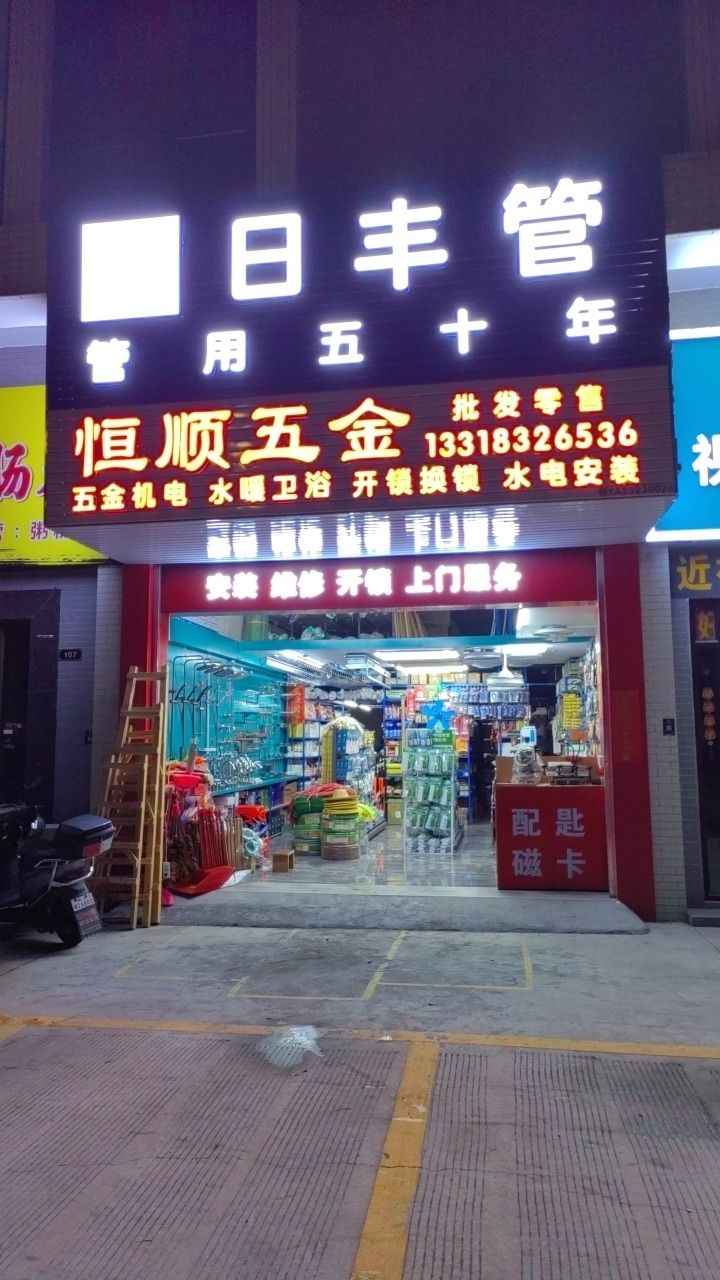 日丰管
管用五十年
恒顺五金 批发零售
13318326536
五金机电 水暖卫浴 开锁换锁 水电安装
安装 维修 开锁 上门服务
107
配匙
磁卡
近